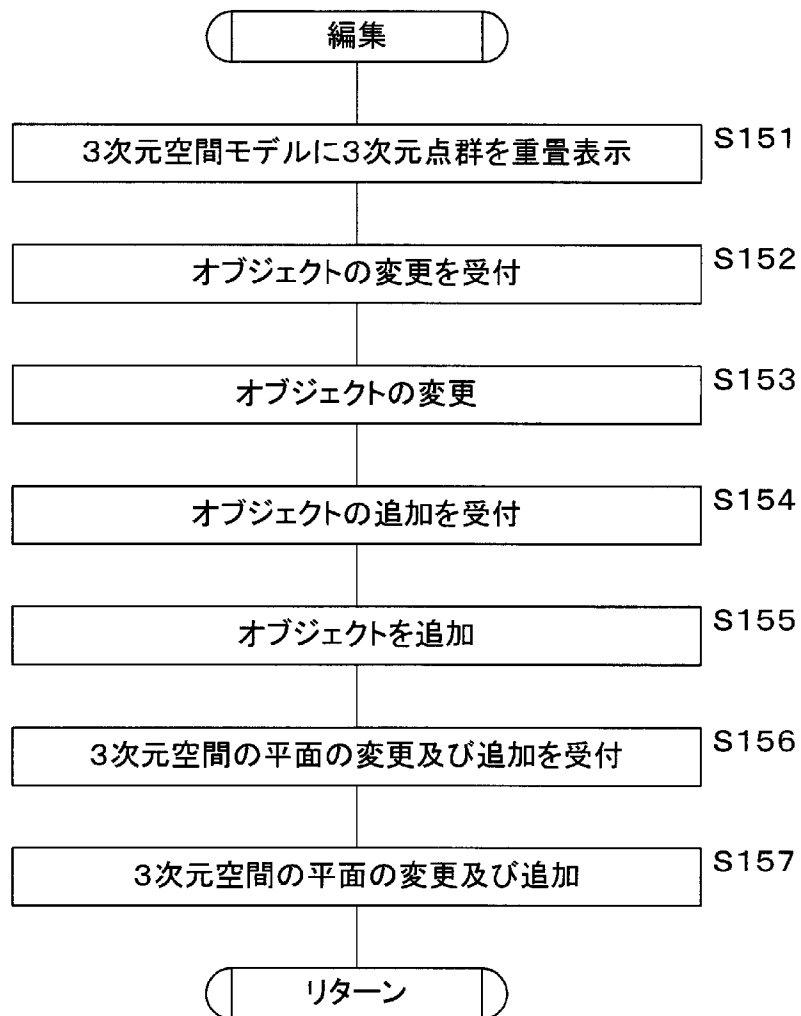 編集
3次元空間モデルに3次元点群を重畳表示
S151
オブジェクトの変更を受付
S152
オブジェクトの変更
S153
オブジェクトの追加を受付
S154
オブジェクトを追加
S155
3次元空間の平面の変更及び追加を受付
S156
3次元空間の平面の変更及び追加
S157
リターン